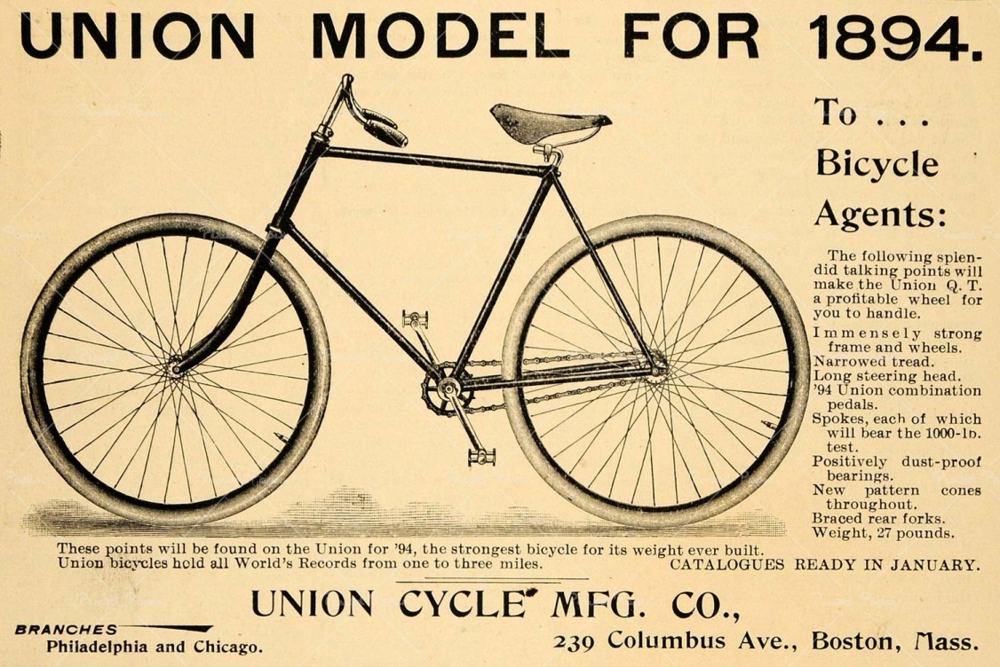 UNION MODEL FOR 1894.
To . . .
Bicycle
Agents:
The following splen-
did talking points will
make the Union Q. T.
a profitable wheel for
you to handle.
Immensely strong
frame and wheels.
Narrowed tread.
Long steering head.
'94 Union combination
pedals.
Spokes, each of which
will bear the 1000-lb.
test.
Positively dust-proof
bearings.
New pattern cones
throughout.
Braced rear forks.
Weight, 27 pounds.
These points will be found on the Union for '94, the strongest bicycle for its weight ever built.
Union bicycles hold all World's Records from one to three miles. CATALOGUES READY IN JANUARY.
UNION CYCLE MFG. CO.,
BRANCHES
Philadelphia and Chicago.
239 Columbus Ave., Boston, Mass.